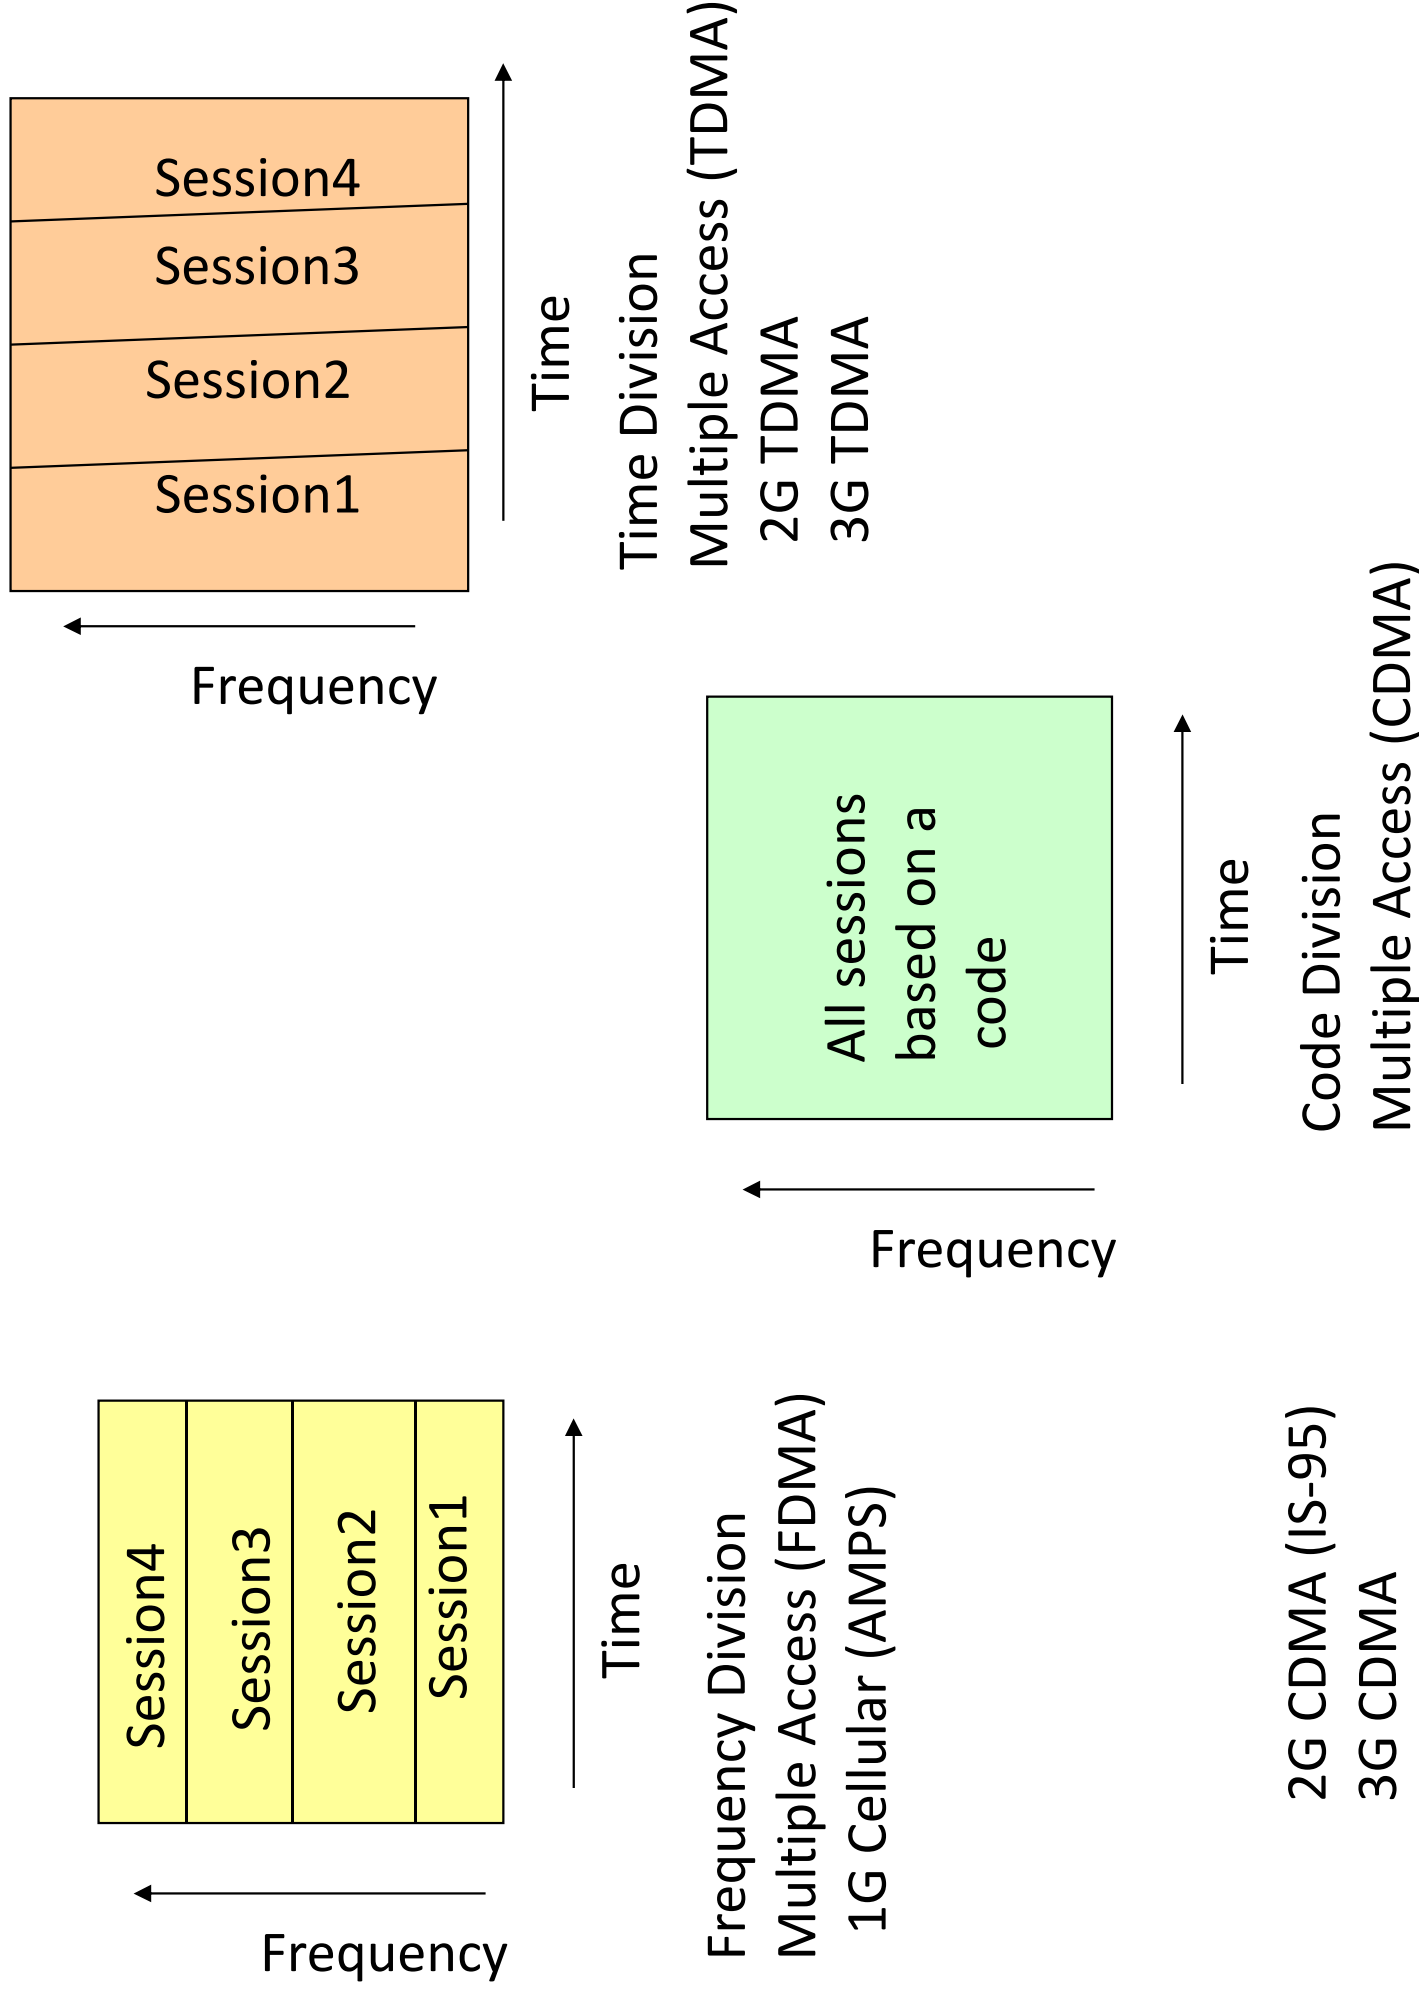 Session4
Session3
Session2
Session1
Frequency
Time
Frequency Division
Multiple Access (FDMA)
1G Cellular (AMPS)
Session4
Session3
Session2
Session1
Frequency
Time
Time Division
Multiple Access (TDMA)
2G TDMA
3G TDMA
All sessions
based on a
code
Frequency
Time
Code Division
Multiple Access (CDMA)
2G CDMA (IS-95)
3G CDMA